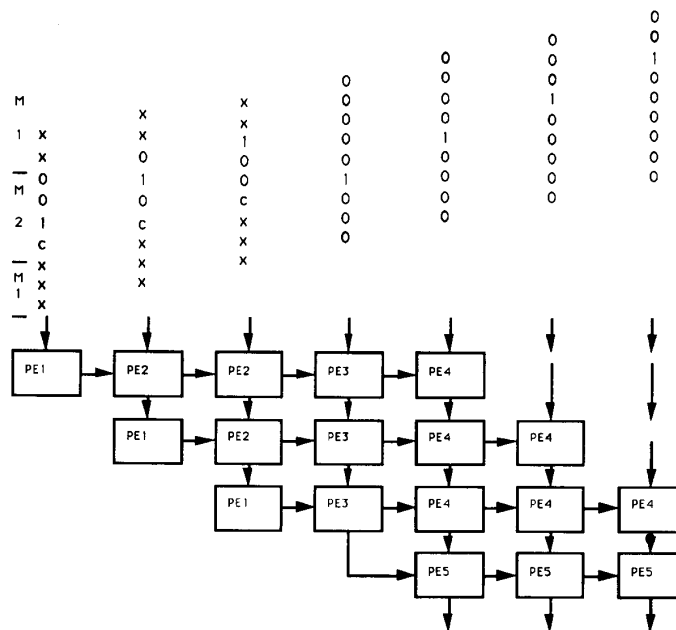 M 1
M 2
M 1
x x 0 0 1 c x x x
x x 0 1 0 c x x x
x x 1 0 0 c x x x
0 0 0 0 0 1 0 0 0
0 0 0 0 1 0 0 0 0
0 0 0 1 0 0 0 0 0
0 0 1 0 0 0 0 0 0
PE1 PE2 PE2 PE3 PE4
PE1 PE2 PE3 PE4 PE4
PE1 PE3 PE4 PE4 PE4
PE5 PE5 PE5